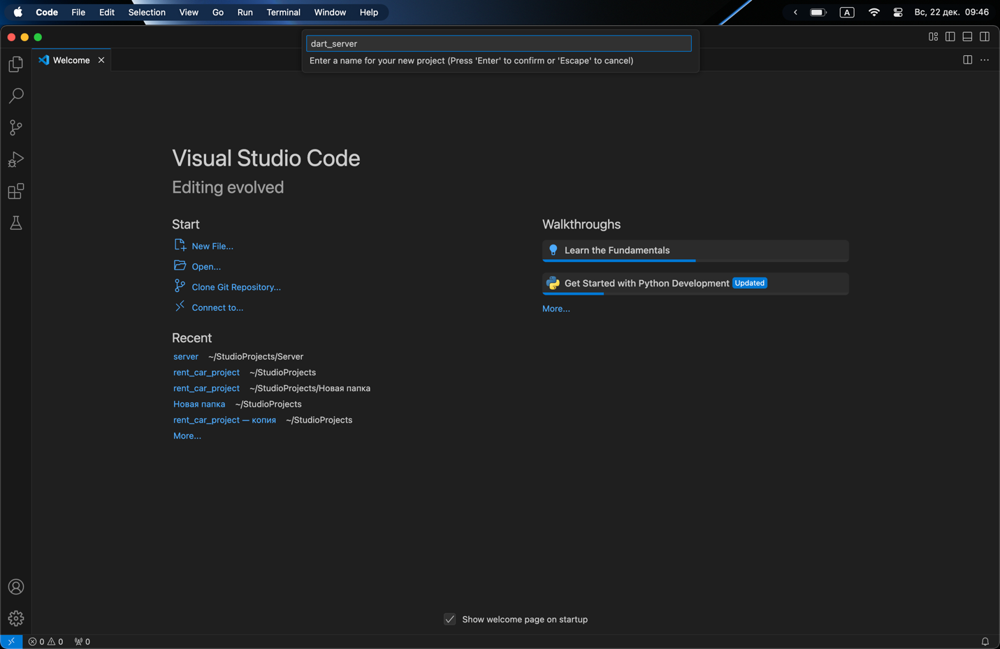 Code File Edit Selection View Go Run Terminal Window Help
A Вс, 22 дек. 09:46
dart_server
Enter a name for your new project (Press 'Enter' to confirm or 'Escape' to cancel)
Welcome
Visual Studio Code
Editing evolved
Start
New File...
Open...
Clone Git Repository...
Connect to...
Recent
server ~/StudioProjects/Server
rent_car_project ~/StudioProjects
rent_car_project ~/StudioProjects/Новая папка
Новая папка ~/StudioProjects
rent_car_project — копия ~/StudioProjects
More...
Walkthroughs
Learn the Fundamentals
Get Started with Python Development Updated
More...
Show welcome page on startup
0 0 0